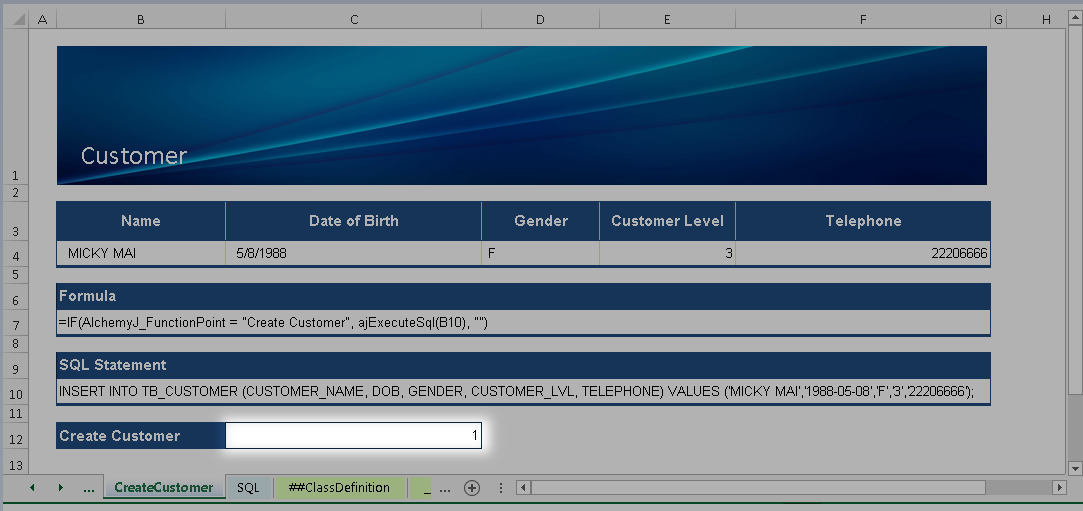 A B C D E F G H
1 Customer
2
3 Name Date of Birth Gender Customer Level Telephone
4 MICKY MAI 5/8/1988 F 3 22206666
5
6 Formula
7 =IF(AlchemyJ_FunctionPoint = "Create Customer", ajExecuteSql(B10), "")
8
9 SQL Statement
10 INSERT INTO TB_CUSTOMER (CUSTOMER_NAME, DOB, GENDER, CUSTOMER_LVL, TELEPHONE) VALUES ('MICKY MAI','1988-05-08','F','3','22206666');
11
12 Create Customer 1
13
... CreateCustomer SQL ##ClassDefinition _ ...